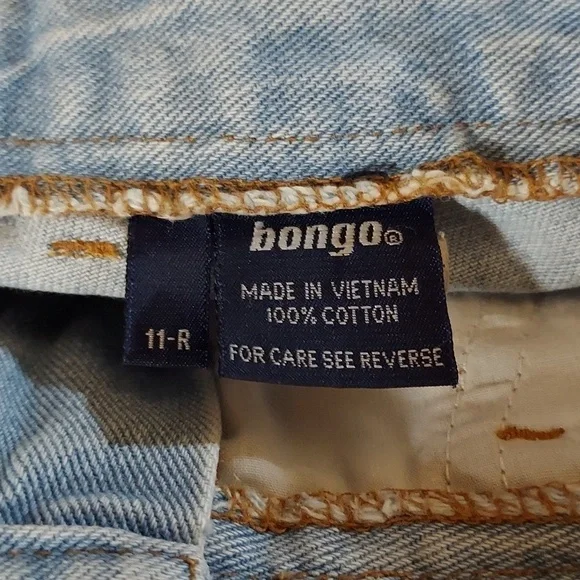 bongo®
MADE IN VIETNAM
100% COTTON
FOR CARE SEE REVERSE
11-R